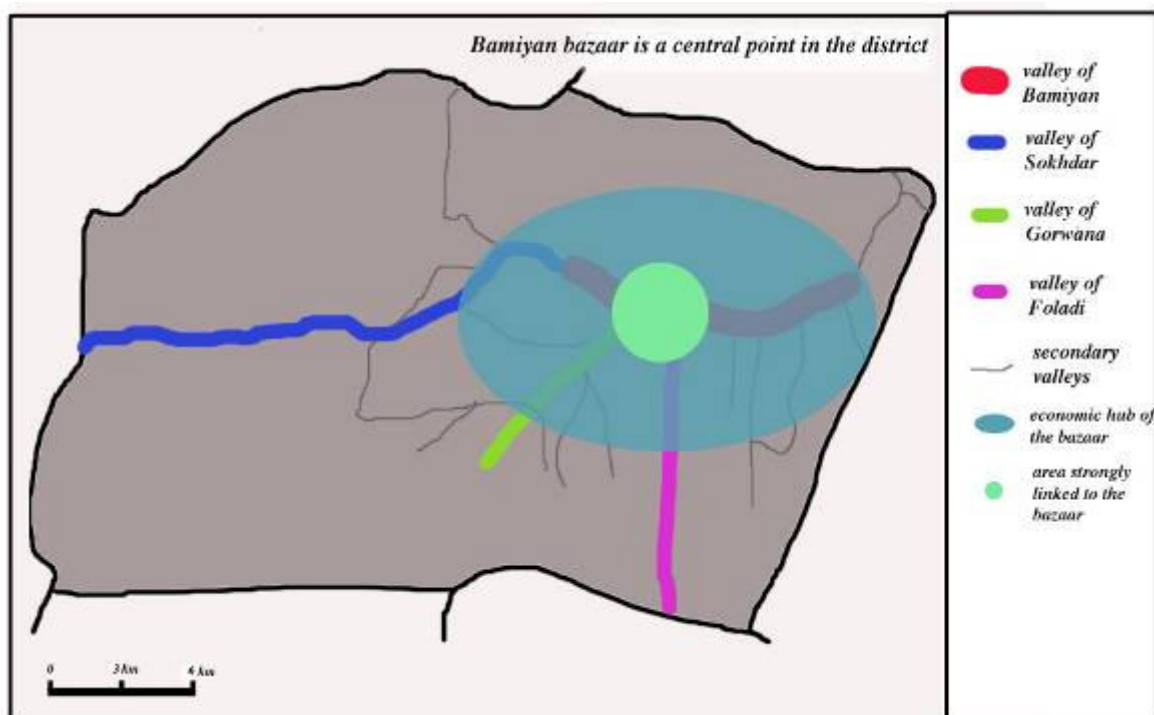 Bamiyan bazaar is a central point in the district
valley of
Bamiyan
valley of
Sokhdar
valley of
Gorwana
valley of
Foladi
secondary
valleys
economic hub of
the bazaar
area strongly
linked to the
bazaar
0 3 km 6 km